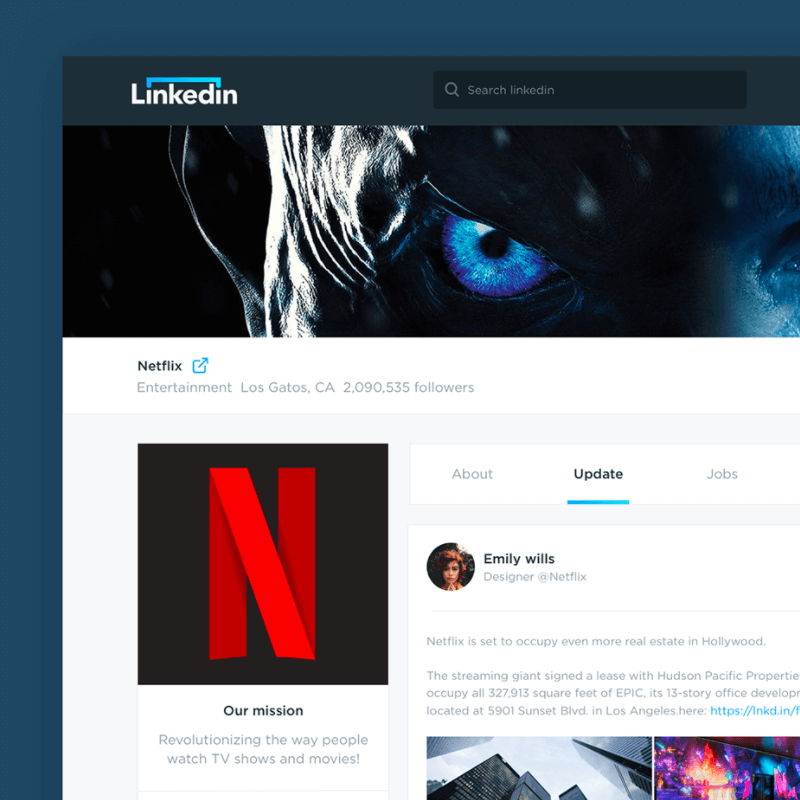 Linkedin
Search linkedin
Netflix
Entertainment Los Gatos, CA 2,090,535 followers
About Update Jobs
N
Emily wills
Designer @Netflix
Netflix is set to occupy even more real estate in Hollywood.
The streaming giant signed a lease with Hudson Pacific Propertie
occupy all 327,913 square feet of EPIC, its 13-story office develop
located at 5901 Sunset Blvd. in Los Angeles.here: https://lnkd.in/f
Our mission
Revolutionizing the way people
watch TV shows and movies!